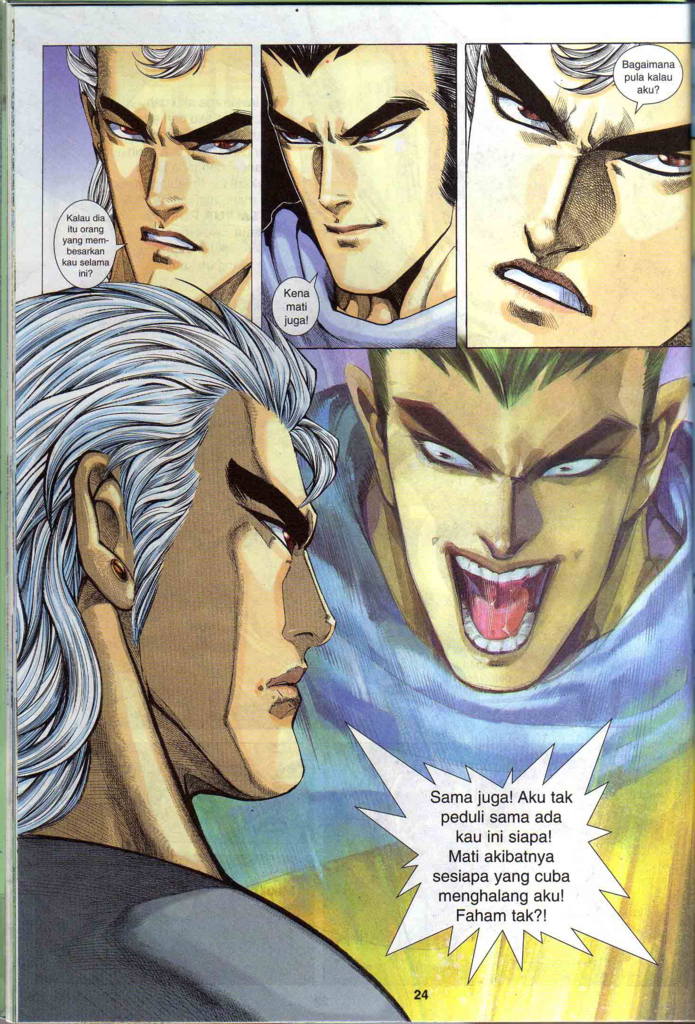 Kalau dia
itu orang
yang mem-
besarkan
kau selama
ini?
Kena
mati
juga!
Bagaimana
pula kalau
aku?
Sama juga! Aku tak
peduli sama ada
kau ini siapa!
Mati akibatnya
sesiapa yang cuba
menghalang aku!
Faham tak?!
24